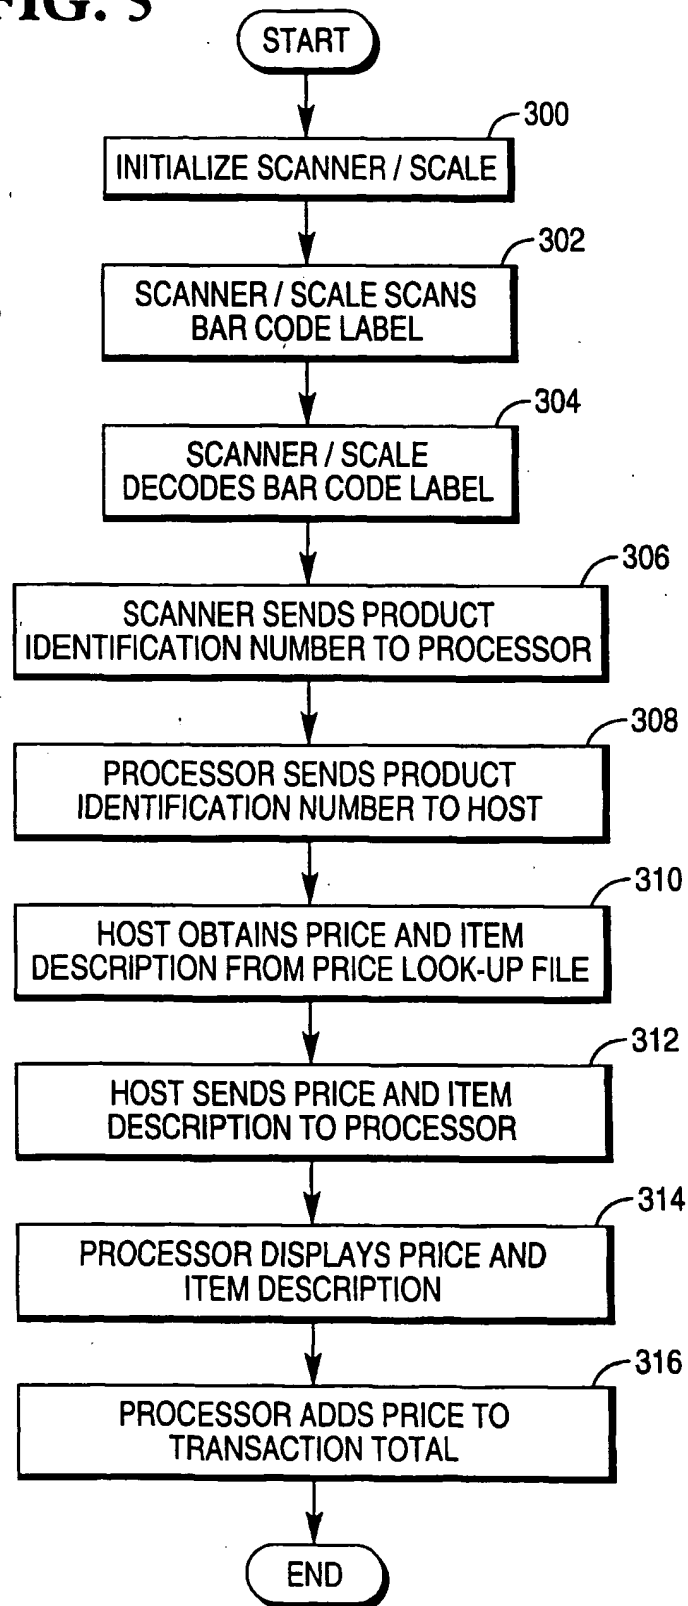 FIG. 3
START
300
INITIALIZE SCANNER / SCALE
302
SCANNER / SCALE SCANS
BAR CODE LABEL
304
SCANNER / SCALE
DECODES BAR CODE LABEL
306
SCANNER SENDS PRODUCT
IDENTIFICATION NUMBER TO PROCESSOR
308
PROCESSOR SENDS PRODUCT
IDENTIFICATION NUMBER TO HOST
310
HOST OBTAINS PRICE AND ITEM
DESCRIPTION FROM PRICE LOOK-UP FILE
312
HOST SENDS PRICE AND ITEM
DESCRIPTION TO PROCESSOR
314
PROCESSOR DISPLAYS PRICE AND
ITEM DESCRIPTION
316
PROCESSOR ADDS PRICE TO
TRANSACTION TOTAL
END